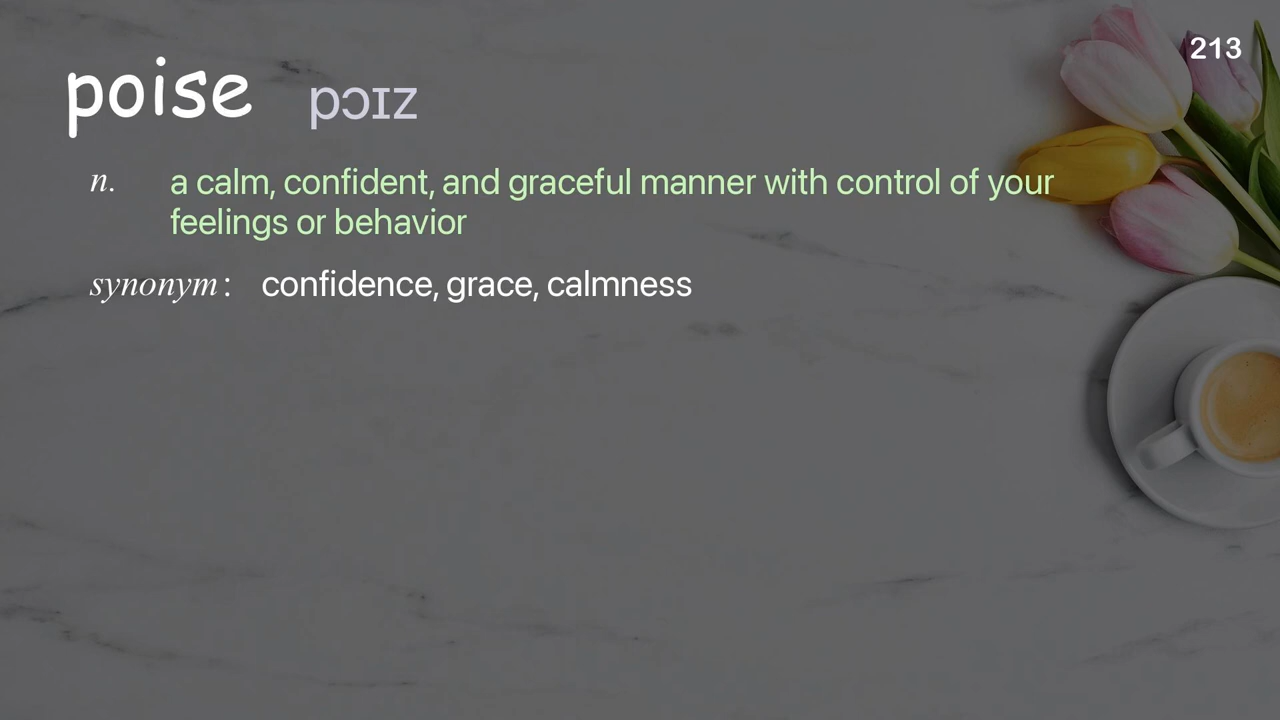 213
poise pɔɪz
n. a calm, confident, and graceful manner with control of your
feelings or behavior
synonym : confidence, grace, calmness